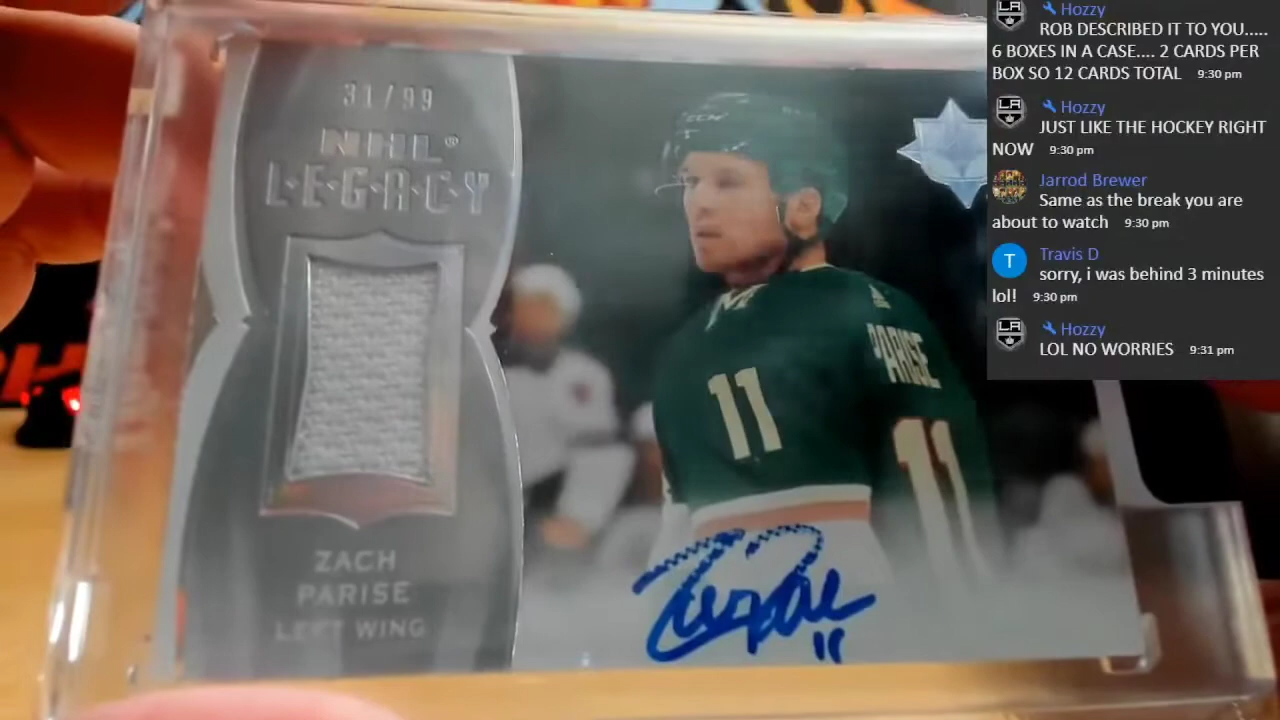 31/99
NHL®
L·E·G·A·C·Y
ZACH
PARISE
LEFT WING
PARISE
11
11
11
Hozzy
ROB DESCRIBED IT TO YOU.....
6 BOXES IN A CASE.... 2 CARDS PER
BOX SO 12 CARDS TOTAL 9:30 pm
Hozzy
JUST LIKE THE HOCKEY RIGHT
NOW 9:30 pm
Jarrod Brewer
Same as the break you are
about to watch 9:30 pm
T Travis D
sorry, i was behind 3 minutes
lol! 9:30 pm
Hozzy
LOL NO WORRIES 9:31 pm